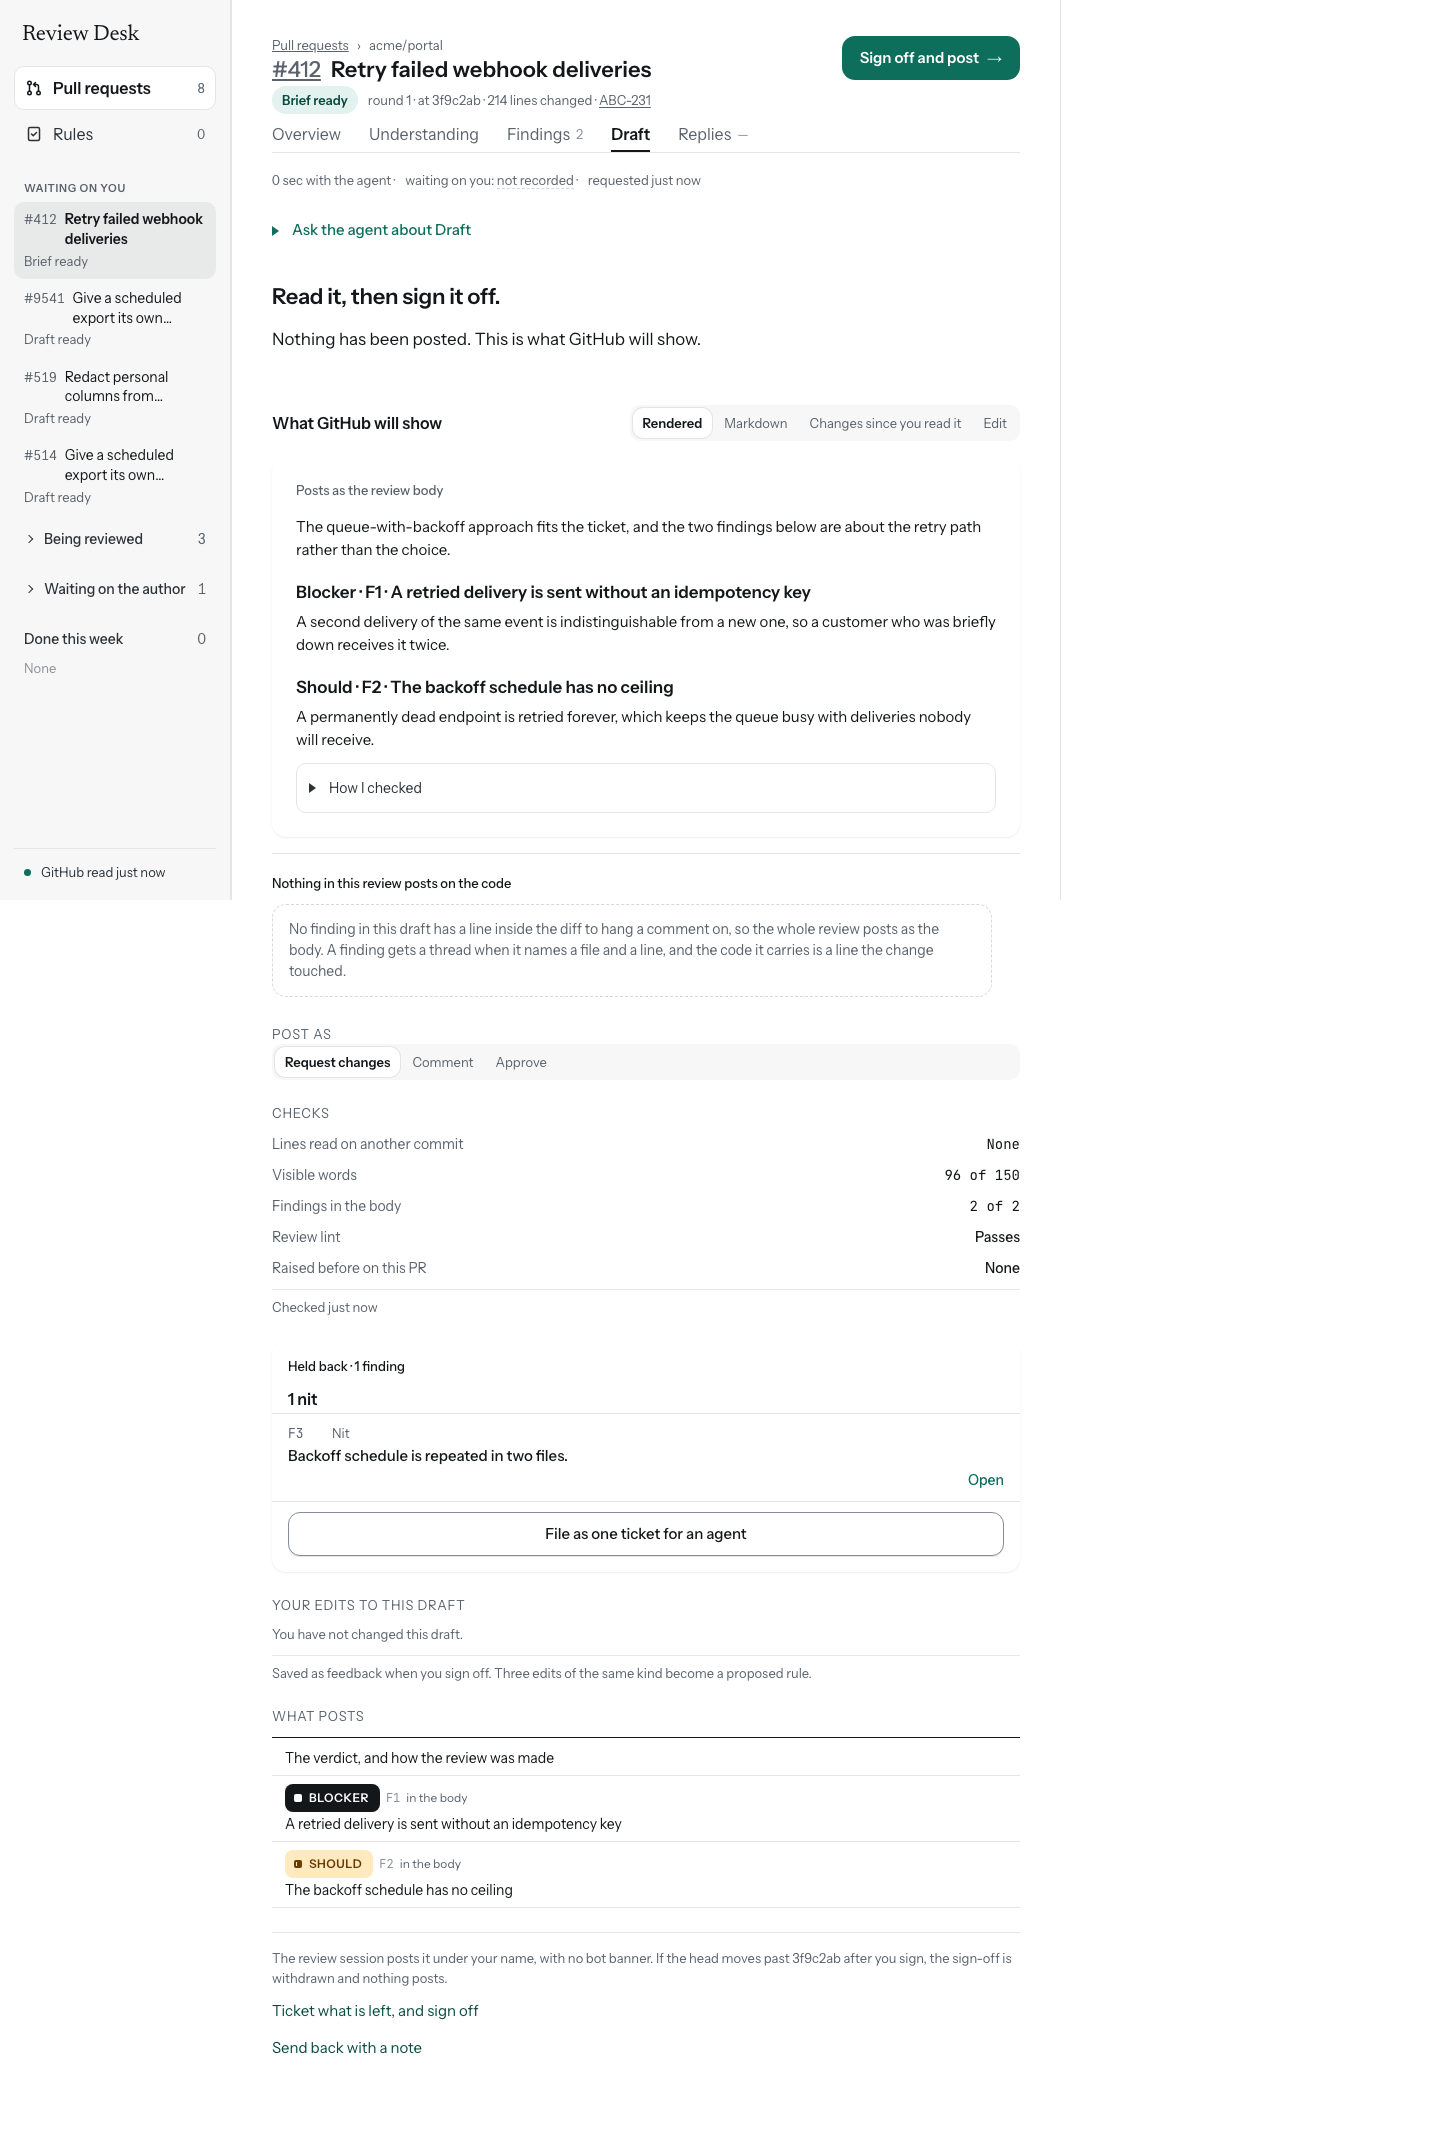 Review Desk
Pull requests 8
Rules 0
WAITING ON YOU
#412 Retry failed webhook
deliveries
Brief ready
#9541 Give a scheduled
export its own…
Draft ready
#519 Redact personal
columns from…
Draft ready
#514 Give a scheduled
export its own…
Draft ready
Being reviewed 3
Waiting on the author 1
Done this week 0
None
GitHub read just now
Pull requests › acme/portal
#412 Retry failed webhook deliveries
Sign off and post →
Brief ready round 1 · at 3f9c2ab · 214 lines changed · ABC-231
Overview Understanding Findings 2 Draft Replies —
0 sec with the agent · waiting on you: not recorded · requested just now
Ask the agent about Draft
Read it, then sign it off.
Nothing has been posted. This is what GitHub will show.
What GitHub will show
Rendered Markdown Changes since you read it Edit
Posts as the review body
The queue-with-backoff approach fits the ticket, and the two findings below are about the retry path
rather than the choice.
Blocker · F1 · A retried delivery is sent without an idempotency key
A second delivery of the same event is indistinguishable from a new one, so a customer who was briefly
down receives it twice.
Should · F2 · The backoff schedule has no ceiling
A permanently dead endpoint is retried forever, which keeps the queue busy with deliveries nobody
will receive.
How I checked
Nothing in this review posts on the code
No finding in this draft has a line inside the diff to hang a comment on, so the whole review posts as the
body. A finding gets a thread when it names a file and a line, and the code it carries is a line the change
touched.
POST AS
Request changes Comment Approve
CHECKS
Lines read on another commit None
Visible words 96 of 150
Findings in the body 2 of 2
Review lint Passes
Raised before on this PR None
Checked just now
Held back · 1 finding
1 nit
F3 Nit
Backoff schedule is repeated in two files.
Open
File as one ticket for an agent
YOUR EDITS TO THIS DRAFT
You have not changed this draft.
Saved as feedback when you sign off. Three edits of the same kind become a proposed rule.
WHAT POSTS
The verdict, and how the review was made
BLOCKER F1 in the body
A retried delivery is sent without an idempotency key
SHOULD F2 in the body
The backoff schedule has no ceiling
The review session posts it under your name, with no bot banner. If the head moves past 3f9c2ab after you sign, the sign-off is
withdrawn and nothing posts.
Ticket what is left, and sign off
Send back with a note